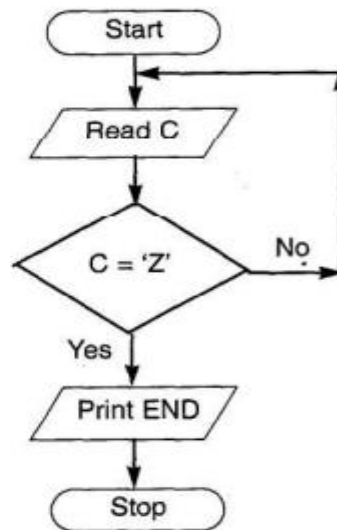 Start
Read C
C = ‘Z’
No
Yes
Print END
Stop